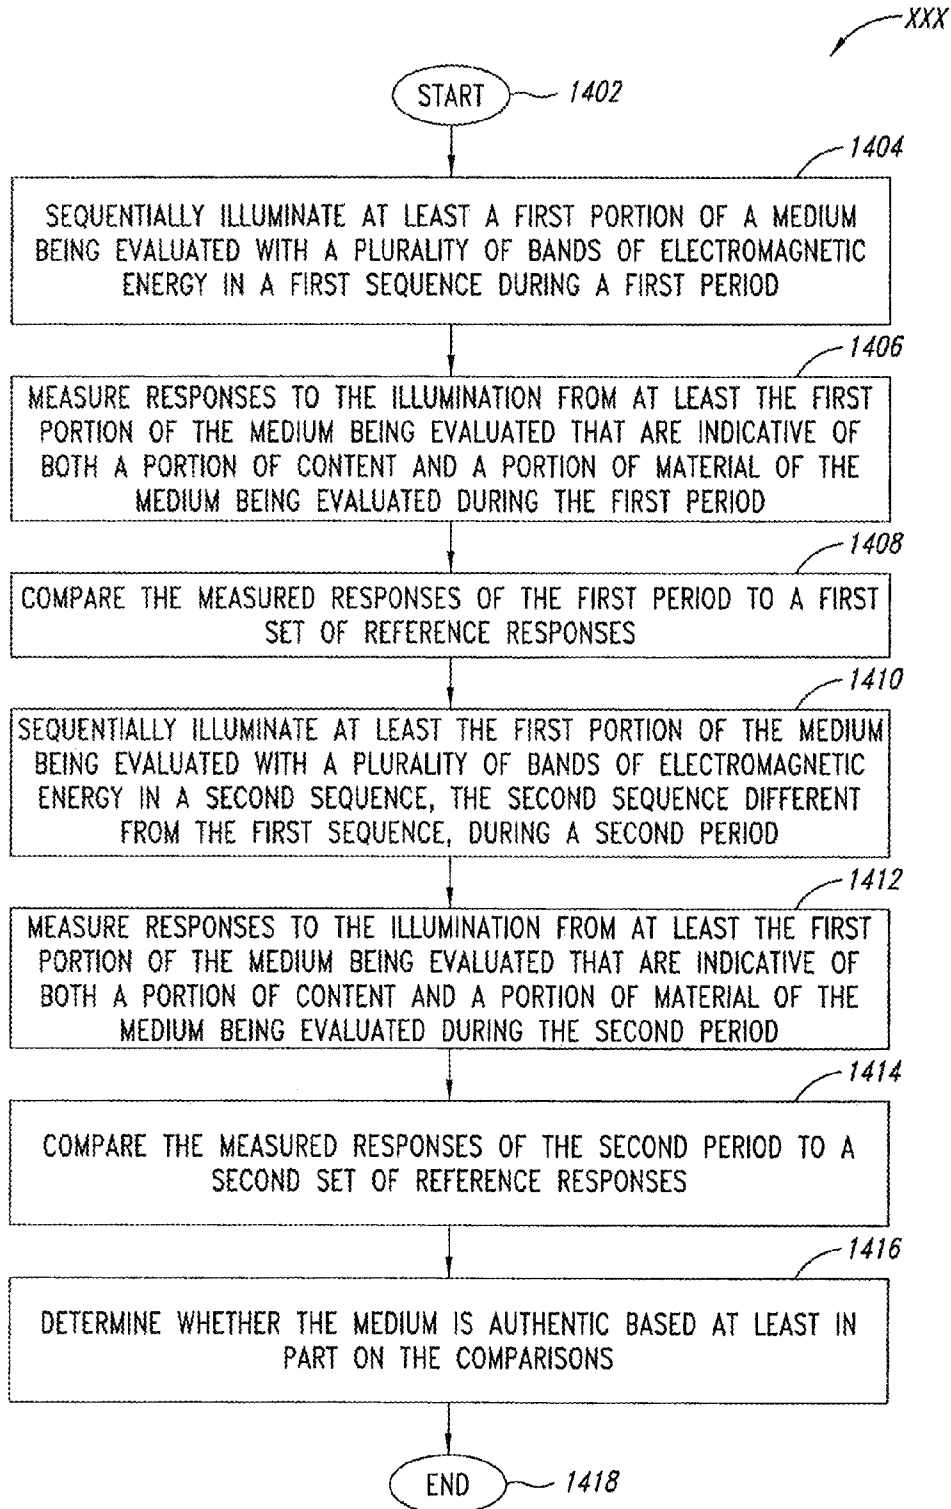 XXX
START
1402
1404
SEQUENTIALLY ILLUMINATE AT LEAST A FIRST PORTION OF A MEDIUM
BEING EVALUATED WITH A PLURALITY OF BANDS OF ELECTROMAGNETIC
ENERGY IN A FIRST SEQUENCE DURING A FIRST PERIOD
1406
MEASURE RESPONSES TO THE ILLUMINATION FROM AT LEAST THE FIRST
PORTION OF THE MEDIUM BEING EVALUATED THAT ARE INDICATIVE OF
BOTH A PORTION OF CONTENT AND A PORTION OF MATERIAL OF THE
MEDIUM BEING EVALUATED DURING THE FIRST PERIOD
1408
COMPARE THE MEASURED RESPONSES OF THE FIRST PERIOD TO A FIRST
SET OF REFERENCE RESPONSES
1410
SEQUENTIALLY ILLUMINATE AT LEAST THE FIRST PORTION OF THE MEDIUM
BEING EVALUATED WITH A PLURALITY OF BANDS OF ELECTROMAGNETIC
ENERGY IN A SECOND SEQUENCE, THE SECOND SEQUENCE DIFFERENT
FROM THE FIRST SEQUENCE, DURING A SECOND PERIOD
1412
MEASURE RESPONSES TO THE ILLUMINATION FROM AT LEAST THE FIRST
PORTION OF THE MEDIUM BEING EVALUATED THAT ARE INDICATIVE OF
BOTH A PORTION OF CONTENT AND A PORTION OF MATERIAL OF THE
MEDIUM BEING EVALUATED DURING THE SECOND PERIOD
1414
COMPARE THE MEASURED RESPONSES OF THE SECOND PERIOD TO A
SECOND SET OF REFERENCE RESPONSES
1416
DETERMINE WHETHER THE MEDIUM IS AUTHENTIC BASED AT LEAST IN
PART ON THE COMPARISONS
END
1418